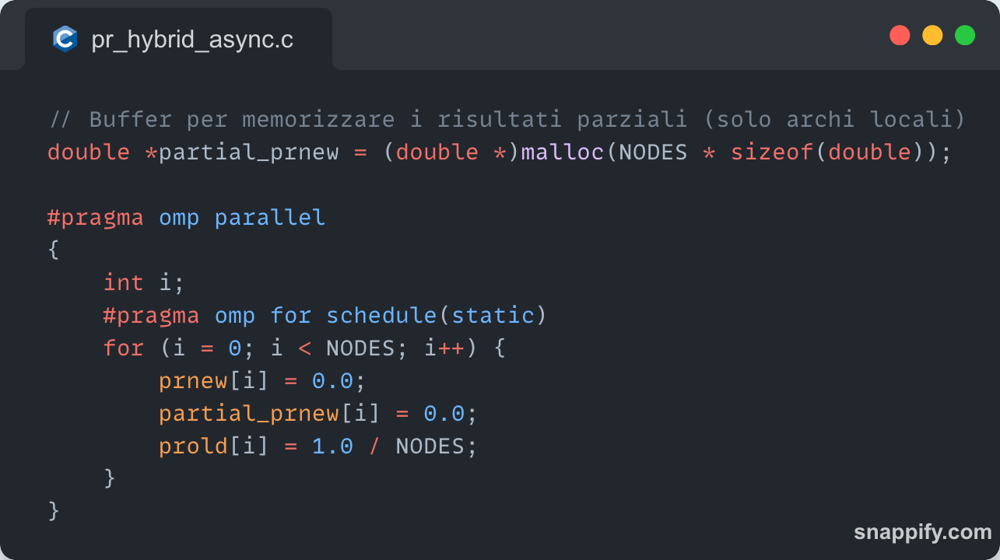 pr_hybrid_async.c
// Buffer per memorizzare i risultati parziali (solo archi locali)
double *partial_prnew = (double *)malloc(NODES * sizeof(double));
#pragma omp parallel
{
    int i;
    #pragma omp for schedule(static)
    for (i = 0; i < NODES; i++) {
        prnew[i] = 0.0;
        partial_prnew[i] = 0.0;
        prold[i] = 1.0 / NODES;
    }
}
snappify.com